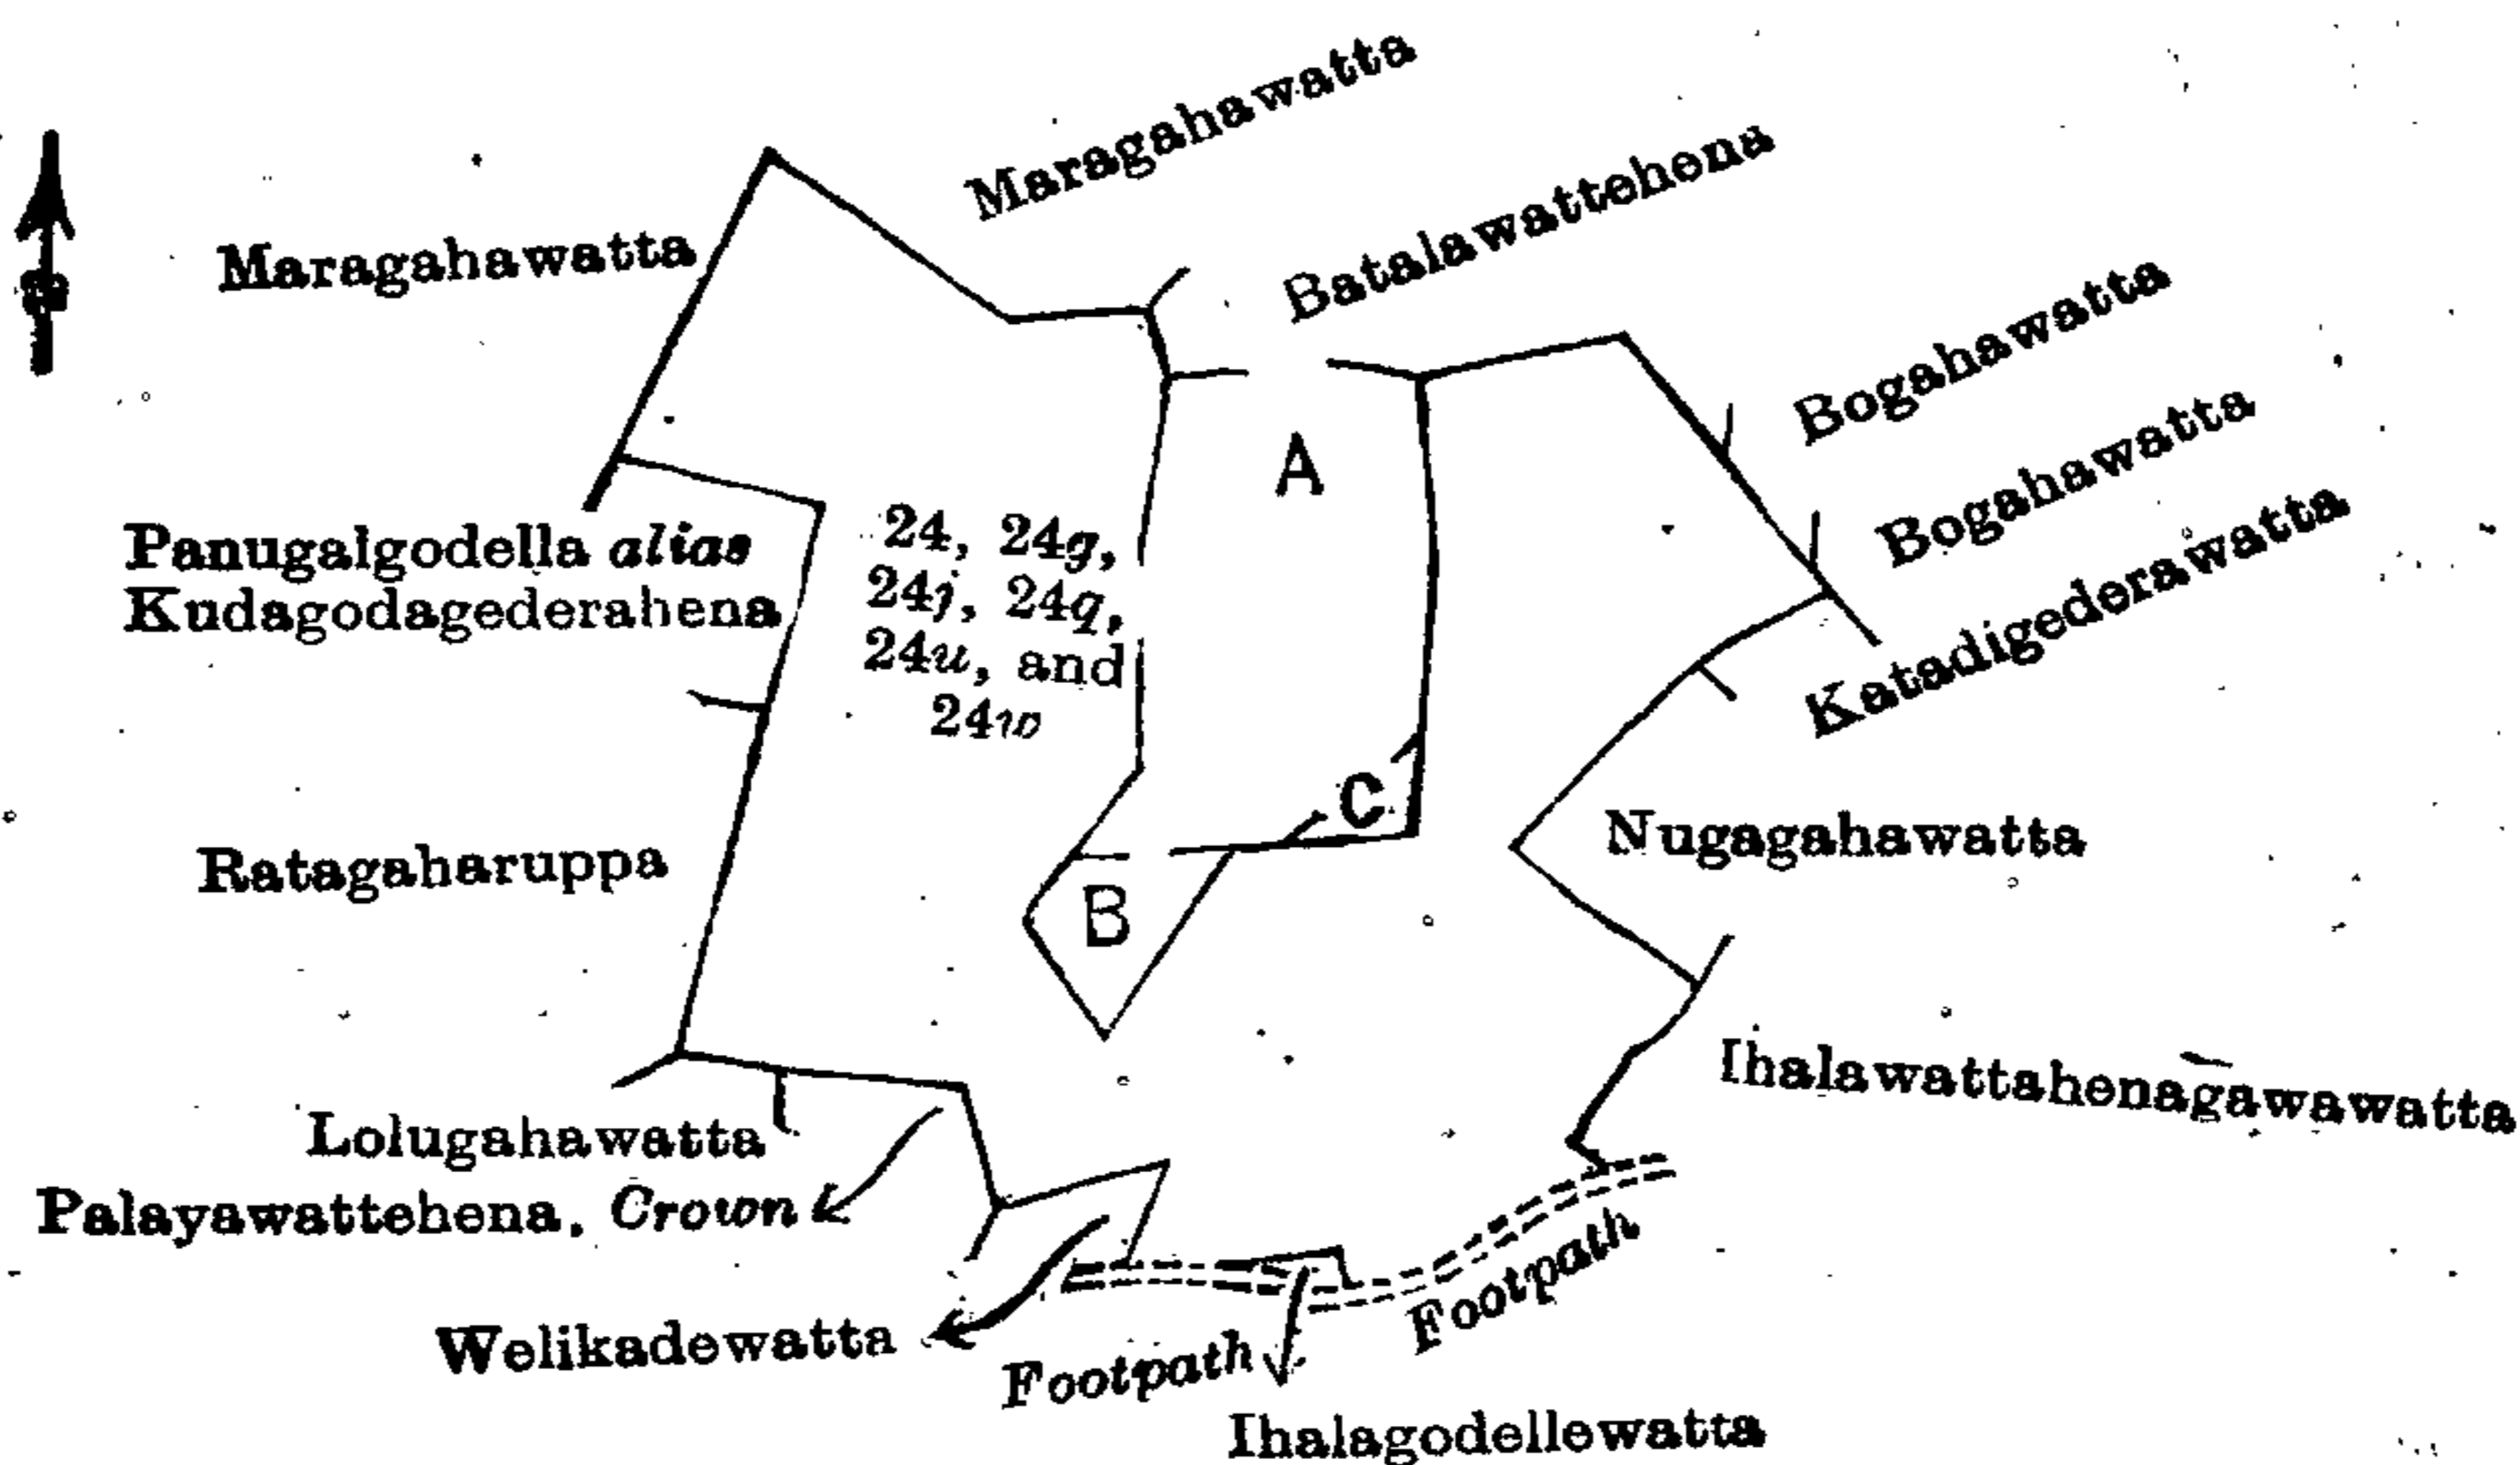 Maragahawatta
Batalawattehena
Maragahawatta
Bogahawatta
Bogahawatta
Katadigederawatta
A
24, 24g,
24j, 24q,
24u, and
24w
Panugalgodella alias
Kudagodagederahena
C
Nugagahawatta
Ratagaharuppa
B
Ihalawattahenagawawatta
Lolugahawatta
Palayawattehena, Crown
Footpath
Welikadewatta
Footpath
Ihalagodellewatta